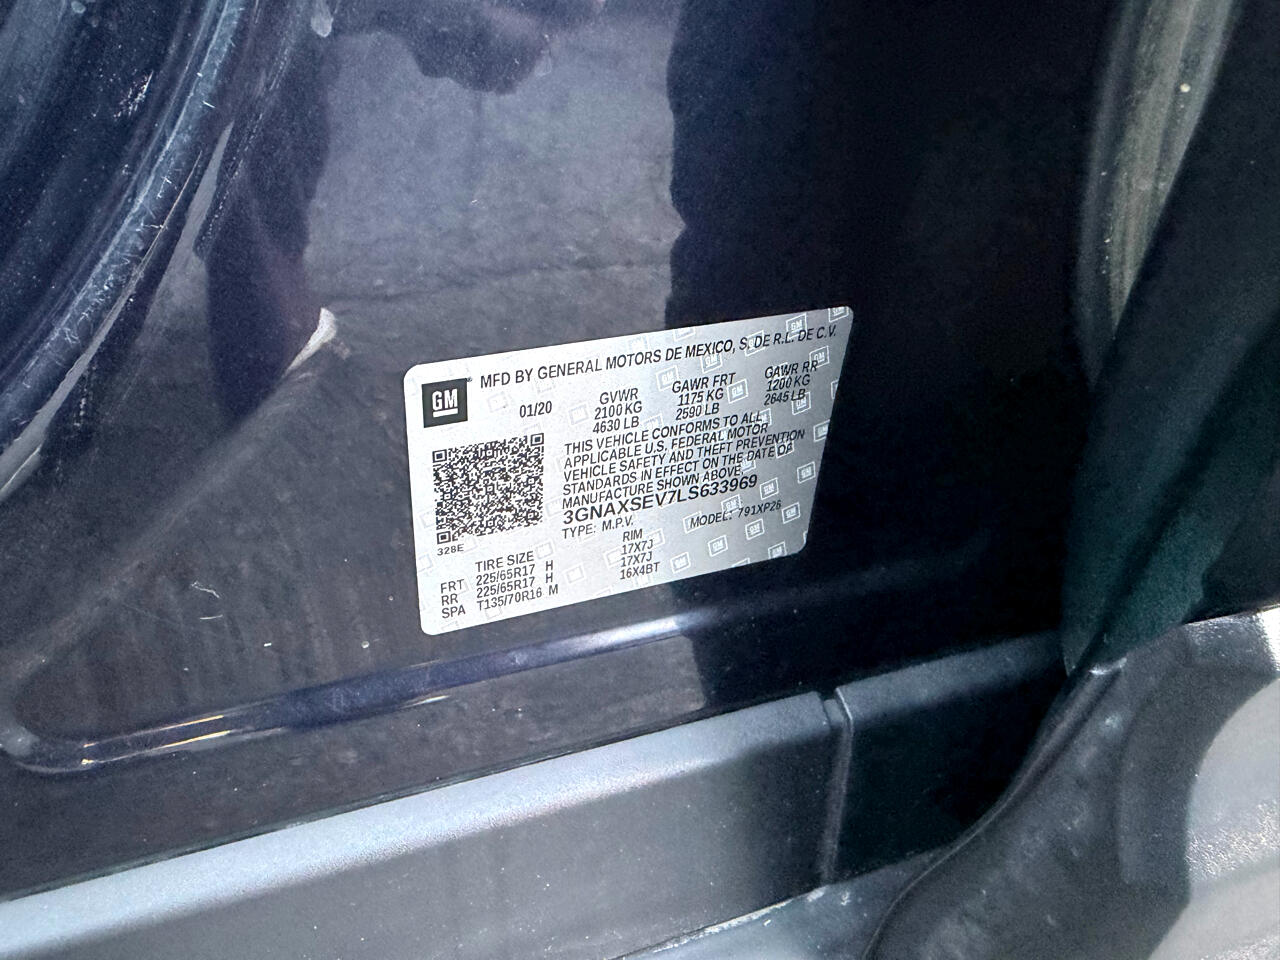 GM
MFD BY GENERAL MOTORS DE MEXICO, S. DE R.L. DE C.V.
01/20
GVWR GAWR FRT GAWR RR
2100 KG 1175 KG 1200 KG
4630 LB 2590 LB 2645 LB
THIS VEHICLE CONFORMS TO ALL
APPLICABLE U.S. FEDERAL MOTOR
VEHICLE SAFETY AND THEFT PREVENTION
STANDARDS IN EFFECT ON THE DATE OF
MANUFACTURE SHOWN ABOVE.
3GNAXSEV7LS633969
TYPE: M.P.V. MODEL: 791XP26
328E
TIRE SIZE RIM
FRT 225/65R17 H 17X7J
RR 225/65R17 H 17X7J
SPA T135/70R16 M 16X4BT